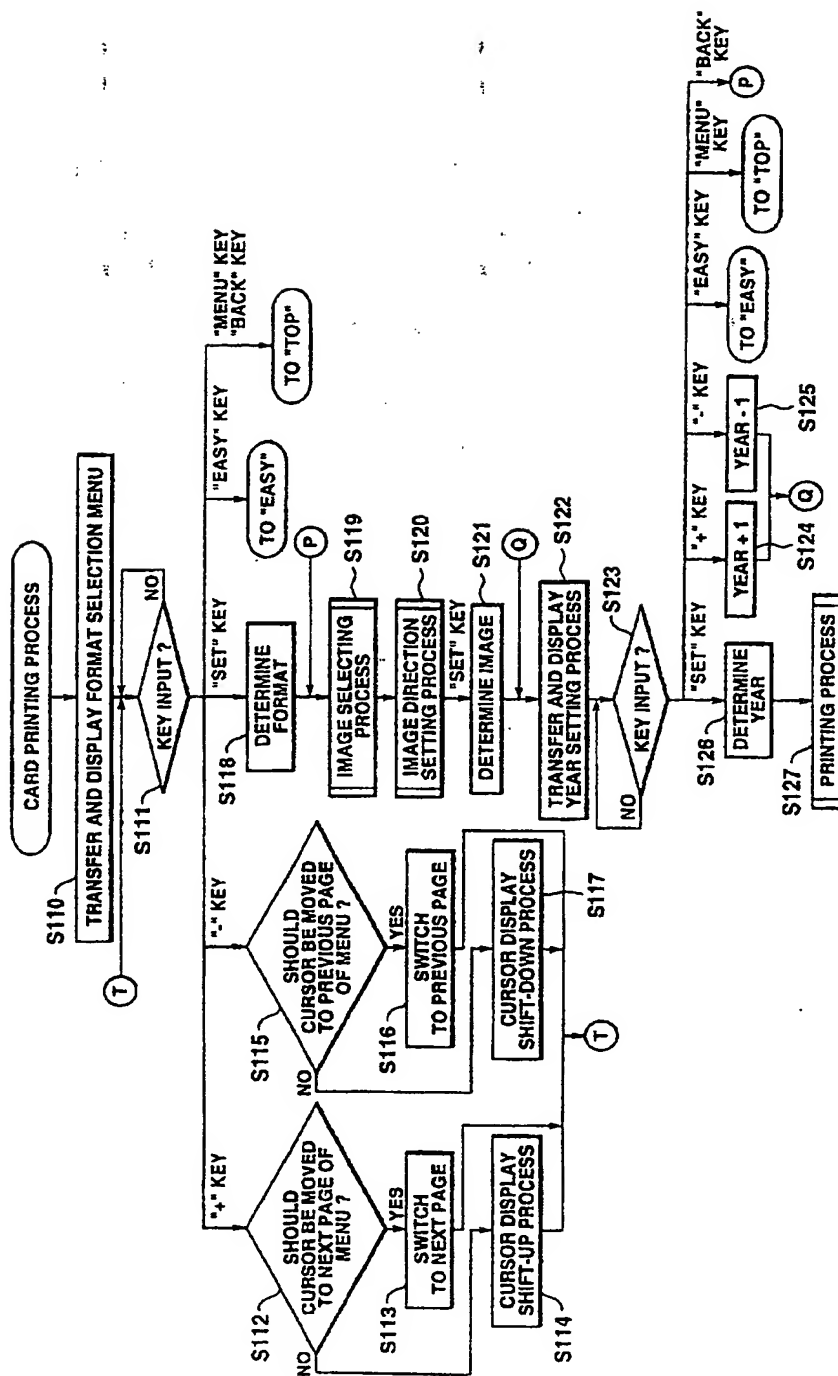 CARD PRINTING PROCESS
S110
TRANSFER AND DISPLAY FORMAT SELECTION MENU
T
NO
S111
KEY INPUT ?
"+" KEY
"-" KEY
"SET" KEY
"EASY" KEY
"MENU" KEY
"BACK" KEY
S112
SHOULD
CURSOR BE MOVED
TO NEXT PAGE OF
MENU ?
NO
YES
S113
SWITCH
TO NEXT PAGE
S114
CURSOR DISPLAY
SHIFT-UP PROCESS
S115
SHOULD
CURSOR BE MOVED
TO PREVIOUS PAGE
OF MENU ?
NO
YES
S116
SWITCH
TO PREVIOUS PAGE
S117
CURSOR DISPLAY
SHIFT-DOWN PROCESS
T
S118
DETERMINE
FORMAT
TO "EASY"
TO "TOP"
P
S119
IMAGE SELECTING
PROCESS
S120
IMAGE DIRECTION
SETTING PROCESS
"SET" KEY
S121
DETERMINE IMAGE
Q
S122
TRANSFER AND DISPLAY
YEAR SETTING PROCESS
S123
KEY INPUT ?
NO
"SET" KEY
"+" KEY
"-" KEY
"EASY" KEY
"MENU" KEY
"BACK" KEY
S126
DETERMINE
YEAR
YEAR + 1
S124
YEAR - 1
S125
Q
TO "EASY"
TO "TOP"
P
S127
PRINTING PROCESS